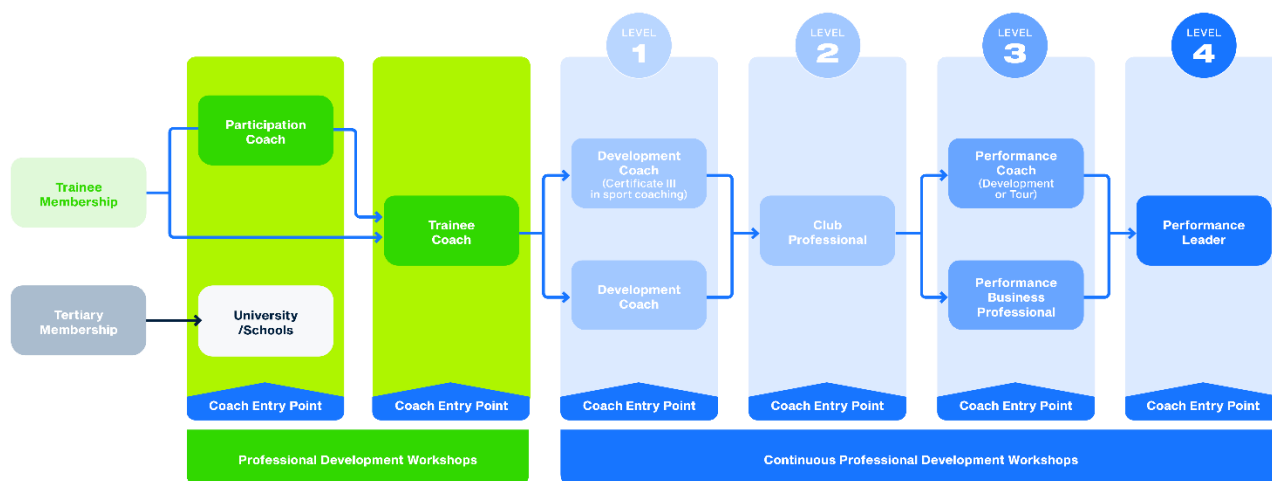 LEVEL
1
LEVEL
2
LEVEL
3
LEVEL
4
Trainee
Membership
Tertiary
Membership
Participation
Coach
University
/Schools
Trainee
Coach
Development
Coach
(Certificate III
in sport coaching)
Development
Coach
Club
Professional
Performance
Coach
(Development
or Tour)
Performance
Business
Professional
Performance
Leader
Coach Entry Point
Coach Entry Point
Coach Entry Point
Coach Entry Point
Coach Entry Point
Coach Entry Point
Professional Development Workshops
Continuous Professional Development Workshops